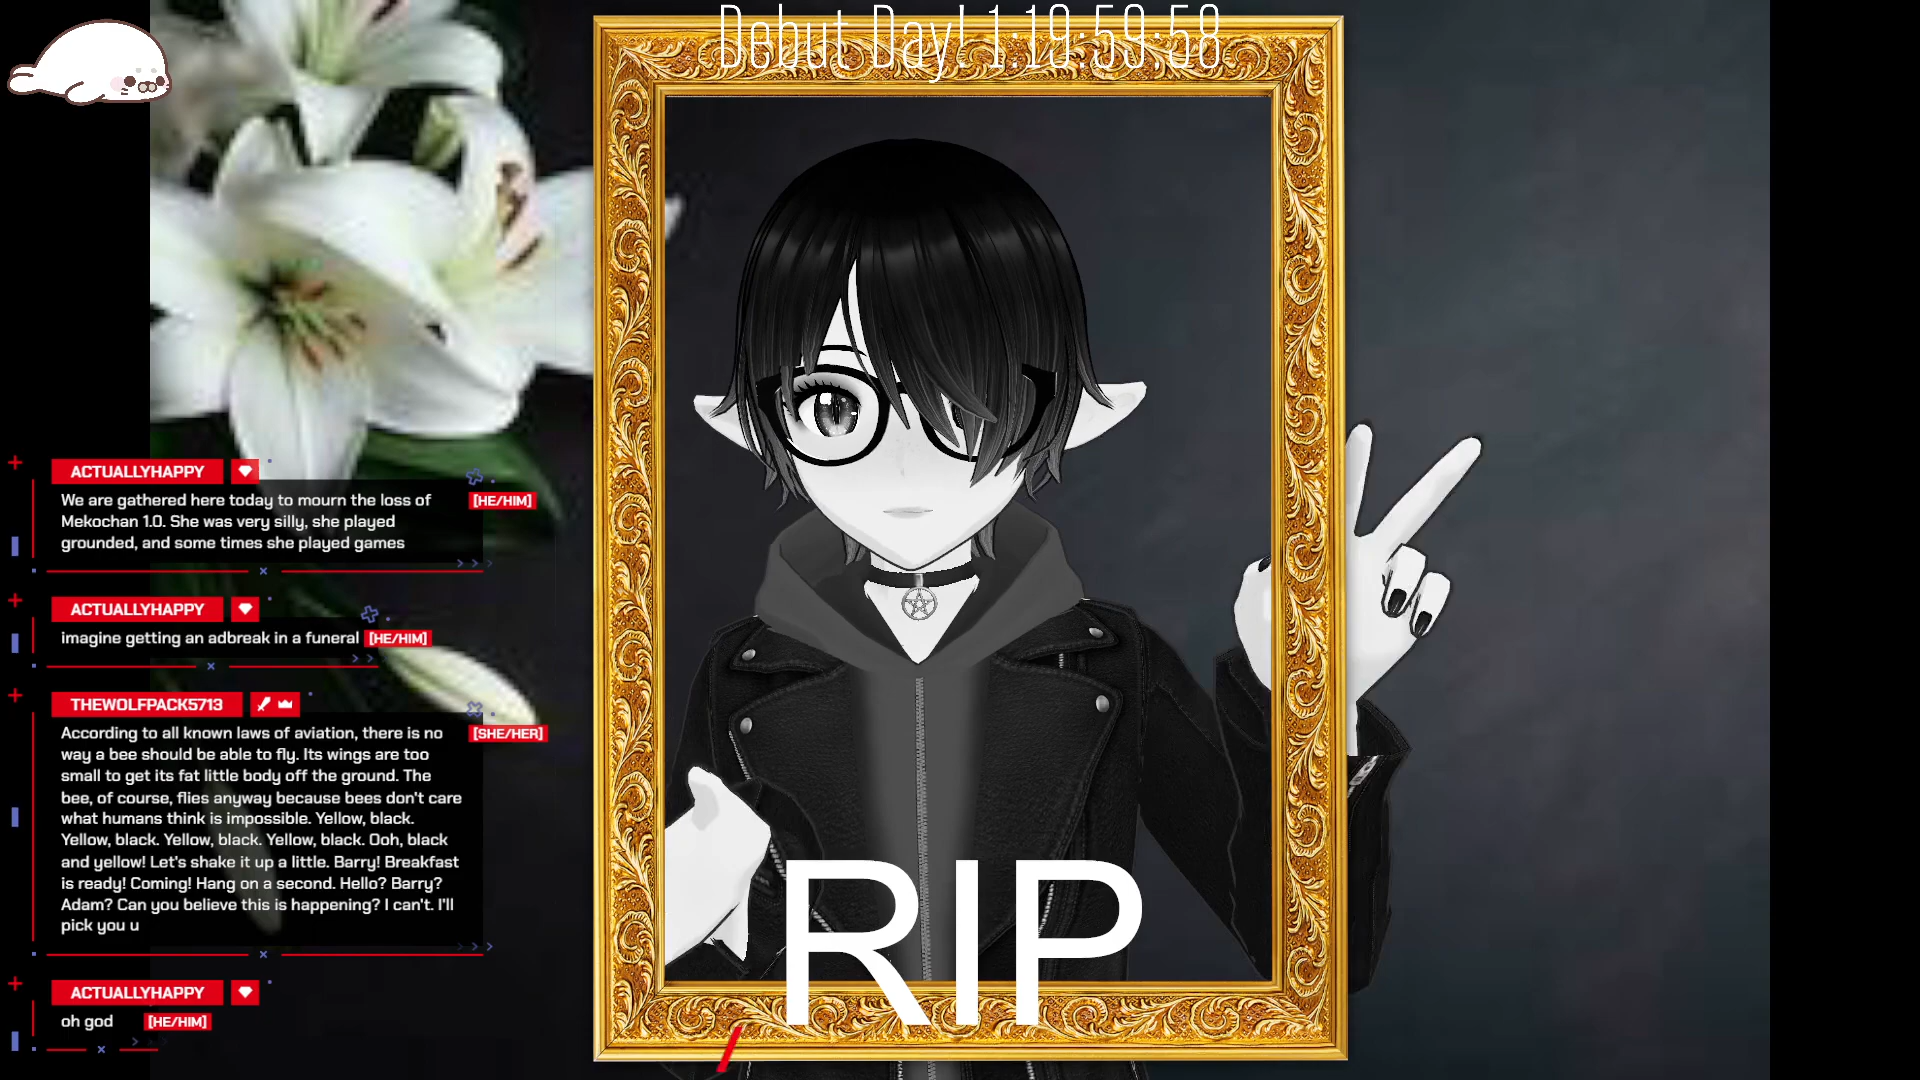 Debut Day! 1:19:59:58
ACTUALLYHAPPY
We are gathered here today to mourn the loss of
Mekochan 1.0. She was very silly, she played
grounded, and some times she played games
[HE/HIM]
ACTUALLYHAPPY
imagine getting an adbreak in a funeral [HE/HIM]
THEWOLFPACK5713
According to all known laws of aviation, there is no
way a bee should be able to fly. Its wings are too
small to get its fat little body off the ground. The
bee, of course, flies anyway because bees don't care
what humans think is impossible. Yellow, black.
Yellow, black. Yellow, black. Yellow, black. Ooh, black
and yellow! Let's shake it up a little. Barry! Breakfast
is ready! Coming! Hang on a second. Hello? Barry?
Adam? Can you believe this is happening? I can't. I'll
pick you u
[SHE/HER]
ACTUALLYHAPPY
oh god [HE/HIM]
RIP